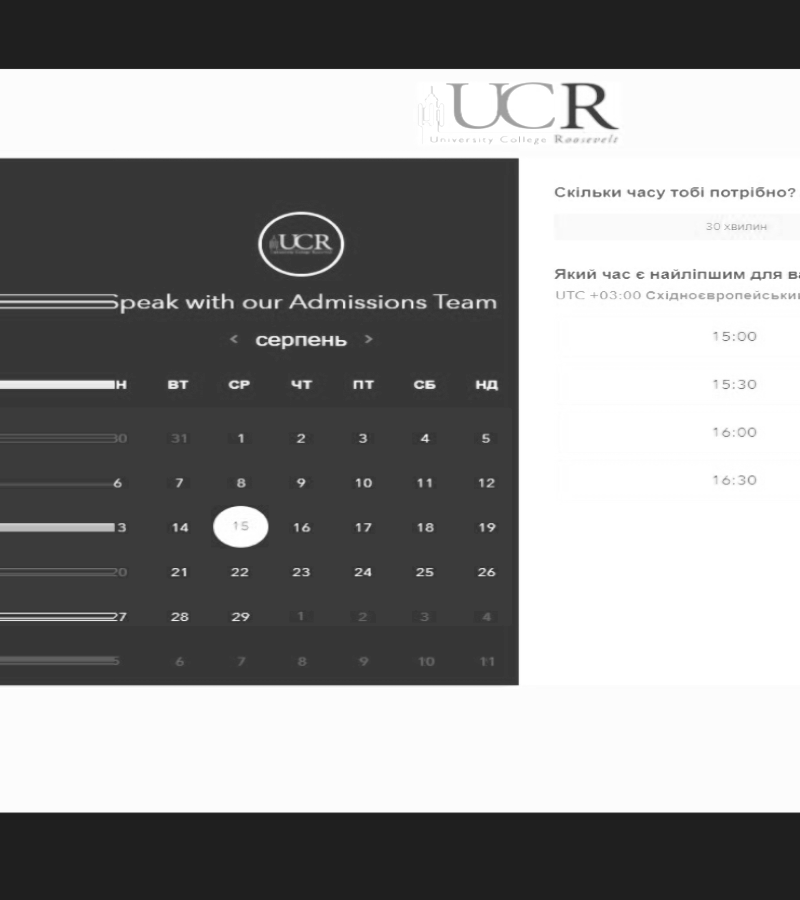 UCR
University College Roosevelt
UCR
Speak with our Admissions Team
< серпень >
Н ВТ СР ЧТ ПТ СБ НД
30 31 1 2 3 4 5
6 7 8 9 10 11 12
3 14 15 16 17 18 19
20 21 22 23 24 25 26
27 28 29 1 2 3 4
5 6 7 8 9 10 11
Скільки часу тобі потрібно?
30 хвилин
Який час є найліпшим для ва
UTC +03:00 Східноєвропейський
15:00
15:30
16:00
16:30